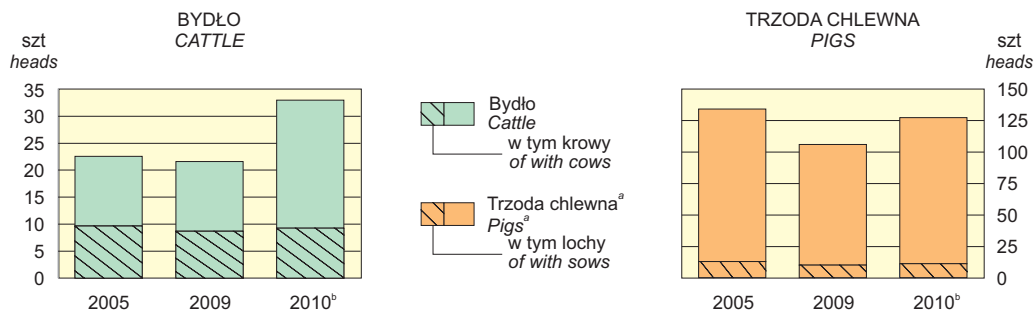 BYDŁO
CATTLE
szt
heads
35
30
25
20
15
10
5
0
2005 2009 2010ᵇ
Bydło
Cattle
w tym krowy
of with cows
Trzoda chlewnaᵃ
Pigsᵃ
w tym lochy
of with sows
TRZODA CHLEWNA
PIGS
szt
heads
150
125
100
75
50
25
0
2005 2009 2010ᵇ